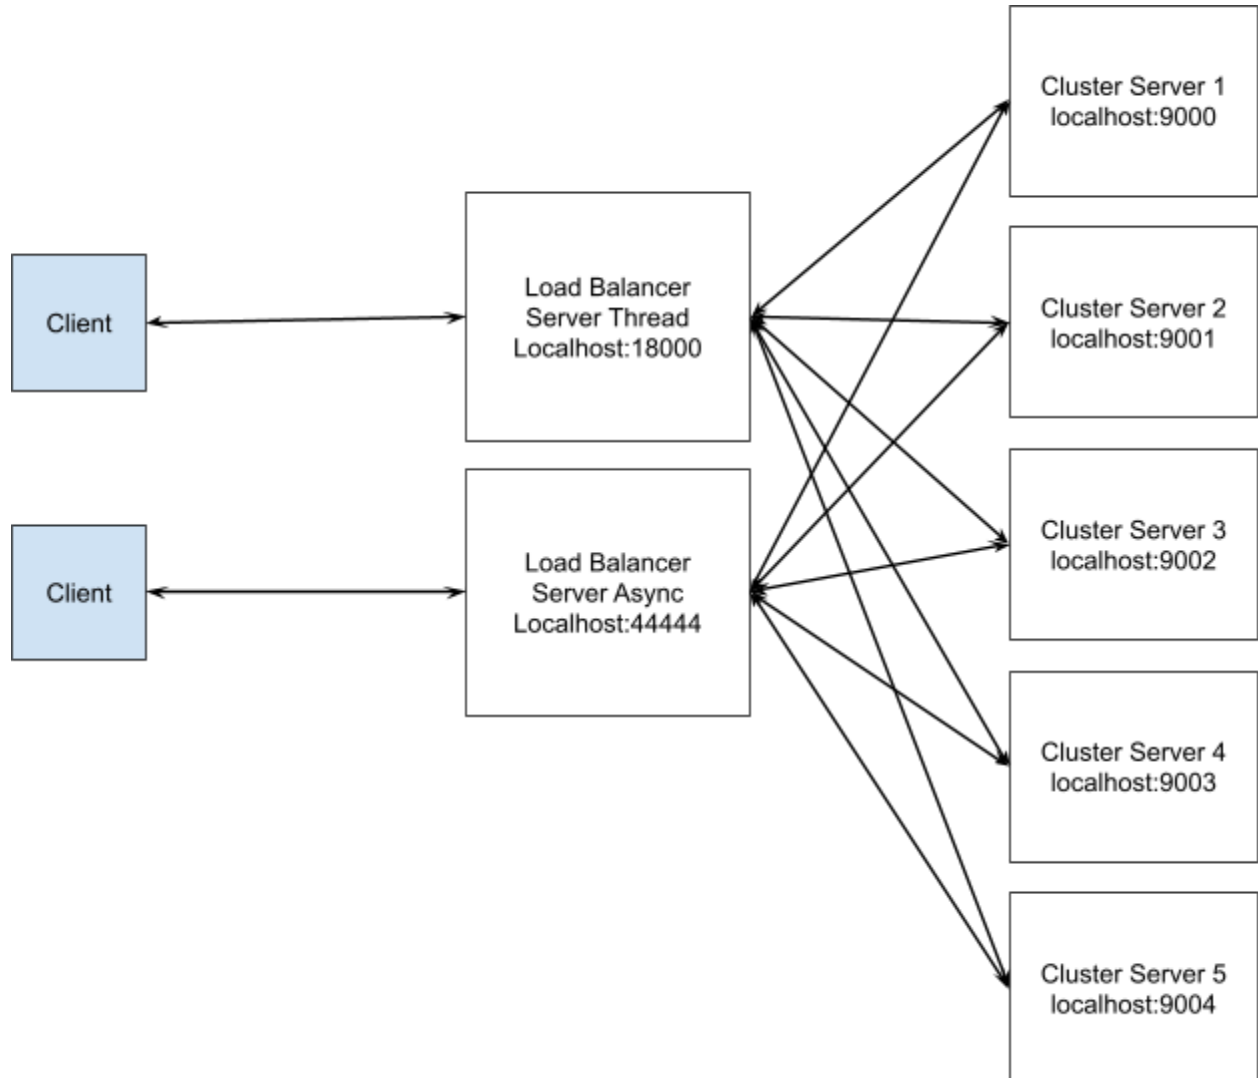 Client
Load Balancer
Server Thread
Localhost:18000
Client
Load Balancer
Server Async
Localhost:44444
Cluster Server 1
localhost:9000
Cluster Server 2
localhost:9001
Cluster Server 3
localhost:9002
Cluster Server 4
localhost:9003
Cluster Server 5
localhost:9004